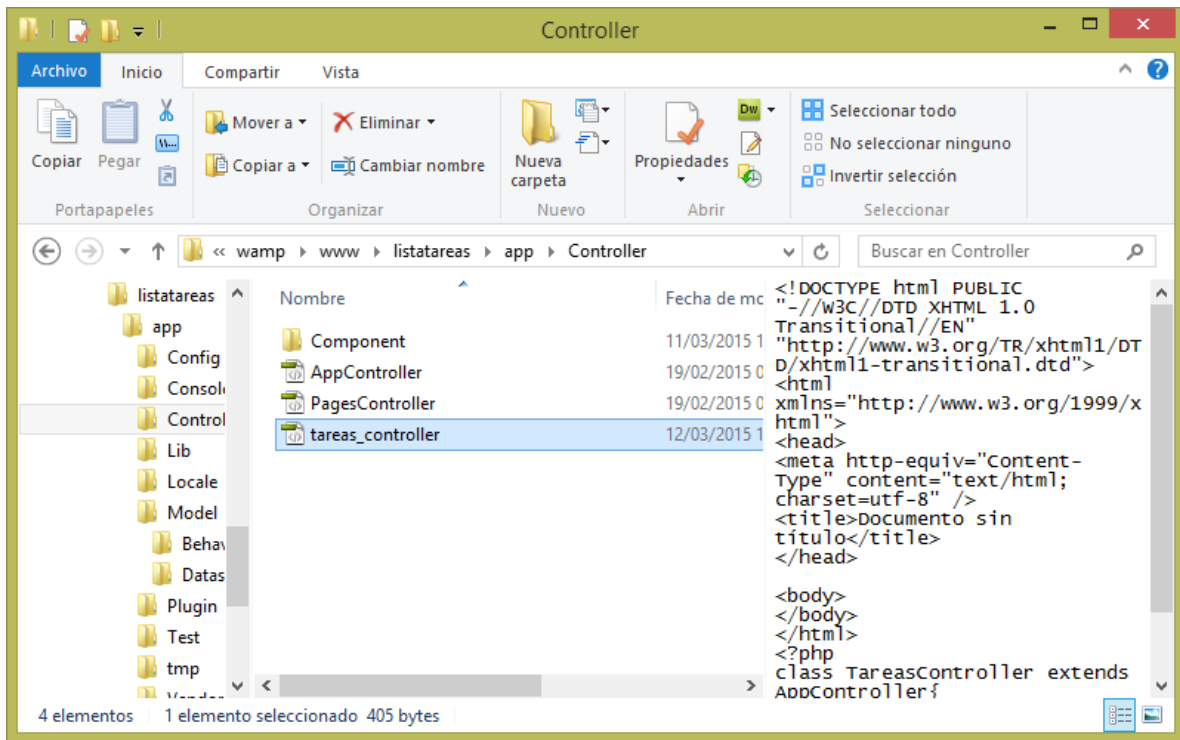 Controller
Archivo Inicio Compartir Vista
Copiar
Pegar
Mover a
Copiar a
Eliminar
Cambiar nombre
Nueva
carpeta
Propiedades
Dw
Seleccionar todo
No seleccionar ninguno
Invertir selección
Portapapeles Organizar Nuevo Abrir Seleccionar
« wamp www listatareas app Controller
Buscar en Controller
listatareas
app
Config
Consol
Control
Lib
Locale
Model
Behav
Datas
Plugin
Test
tmp
Nombre Fecha de mo
Component 11/03/2015 1
AppController 19/02/2015 0
PagesController 19/02/2015 0
tareas_controller 12/03/2015 1
<!DOCTYPE html PUBLIC
"-//W3C//DTD XHTML 1.0
Transitional//EN"
"http://www.w3.org/TR/xhtml1/DT
D/xhtml1-transitional.dtd">
<html
xmlns="http://www.w3.org/1999/x
html">
<head>
<meta http-equiv="Content-
Type" content="text/html;
charset=utf-8" />
<title>Documento sin
título</title>
</head>
<body>
</body>
</html>
<?php
class TareasController extends
AppController{
4 elementos 1 elemento seleccionado 405 bytes